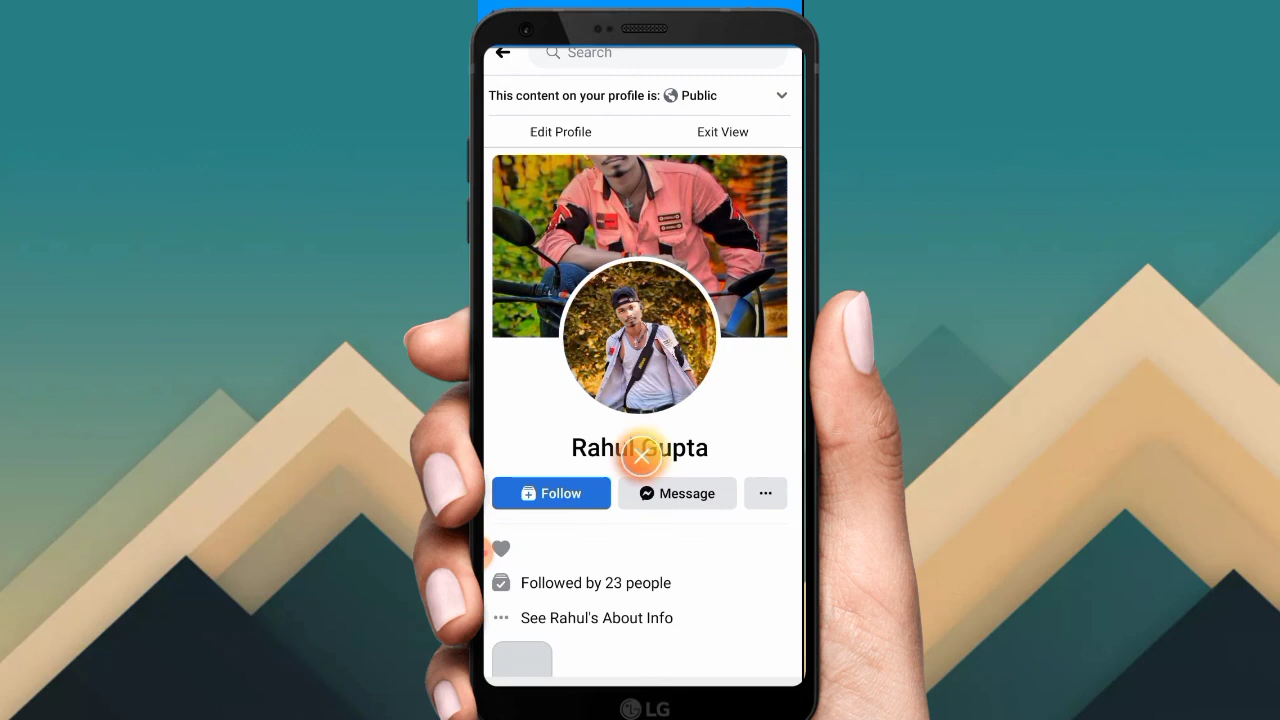 Search
This content on your profile is: Public
Edit Profile Exit View
Rahul Gupta
Follow Message
Followed by 23 people
See Rahul's About Info
LG